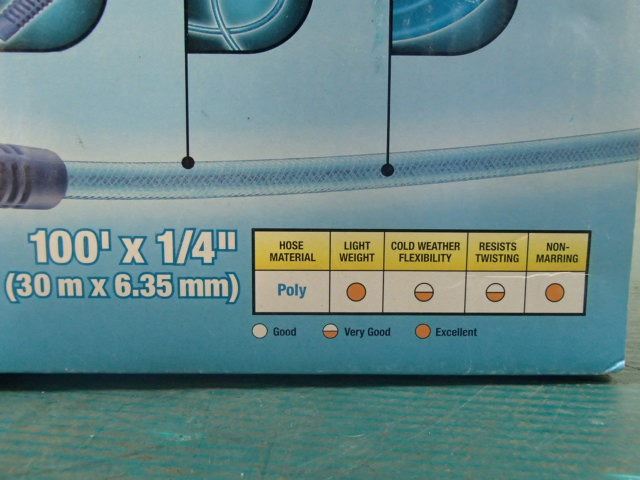 100' x 1/4"
(30 m x 6.35 mm)
HOSE MATERIAL
LIGHT WEIGHT
COLD WEATHER FLEXIBILITY
RESISTS TWISTING
NON-MARRING
Poly
Good
Very Good
Excellent